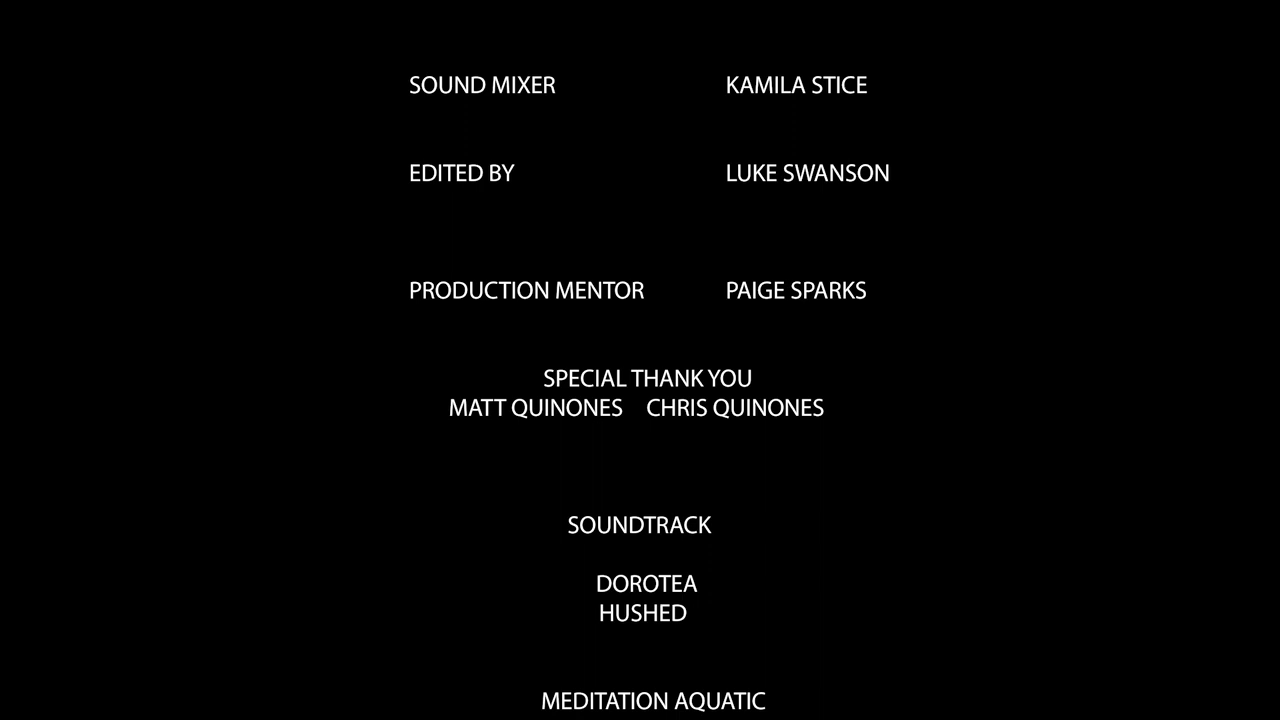 SOUND MIXER KAMILA STICE
EDITED BY LUKE SWANSON
PRODUCTION MENTOR PAIGE SPARKS
SPECIAL THANK YOU
MATT QUINONES CHRIS QUINONES
SOUNDTRACK
DOROTEA
HUSHED
MEDITATION AQUATIC